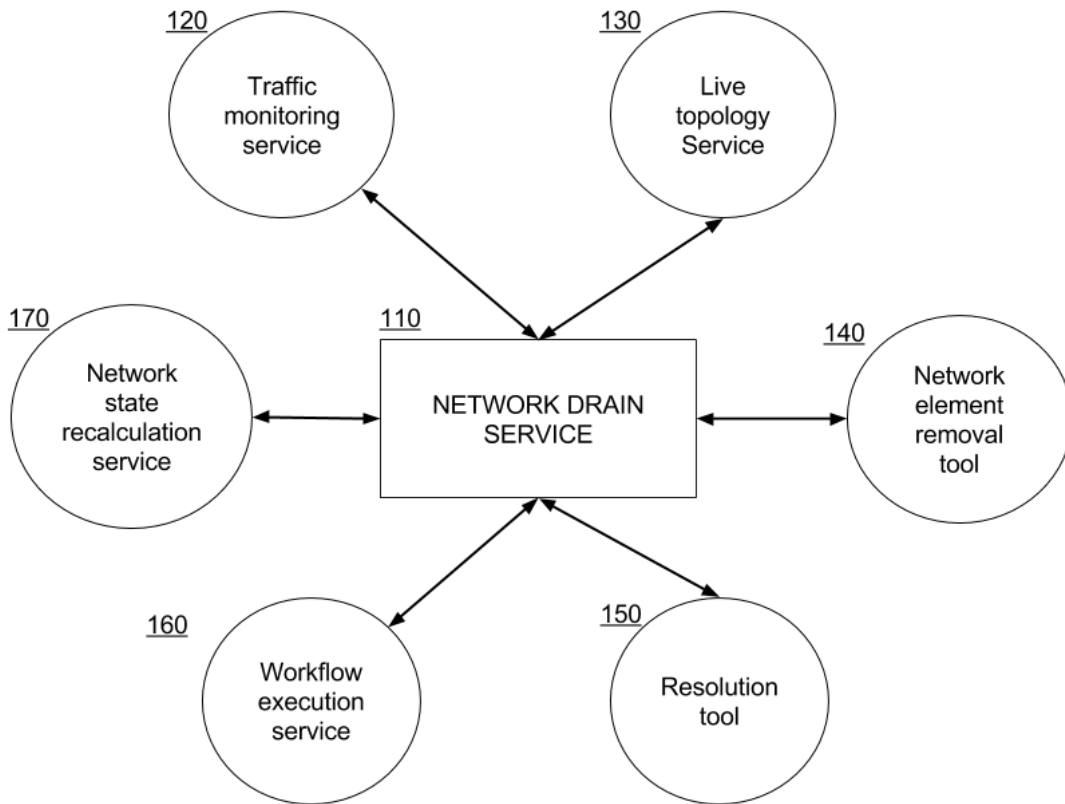 120
Traffic
monitoring
service
130
Live
topology
Service
170
Network
state
recalculation
service
110
NETWORK DRAIN
SERVICE
140
Network
element
removal
tool
160
Workflow
execution
service
150
Resolution
tool